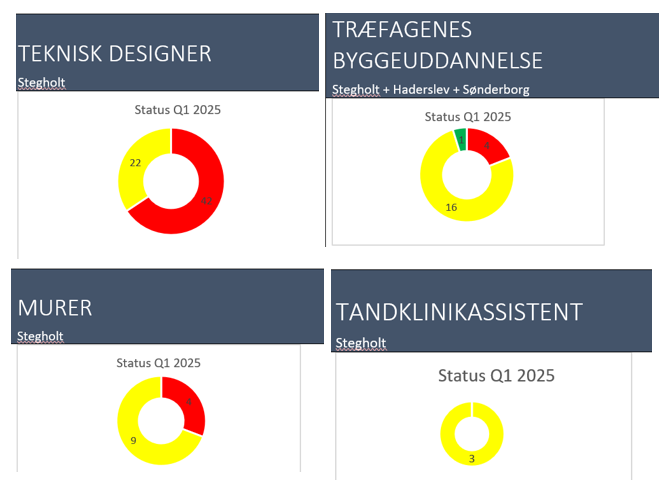 TEKNISK DESIGNER
Stegholt
Status Q1 2025
22
42
TRÆFAGENES
BYGGEUDDANNELSE
Stegholt + Haderslev + Sønderborg
Status Q1 2025
1
4
16
MURER
Stegholt
Status Q1 2025
4
9
TANDKLINIKASSISTENT
Stegholt
Status Q1 2025
3